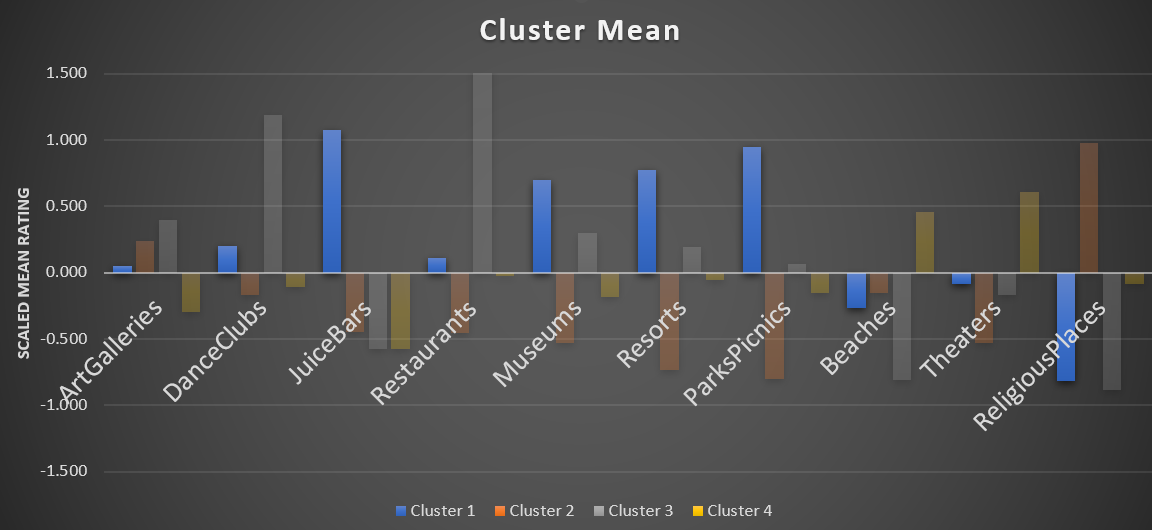 Cluster Mean
SCALED MEAN RATING
1.500
1.000
0.500
0.000
-0.500
-1.000
-1.500
ArtGalleries
DanceClubs
JuiceBars
Restaurants
Museums
Resorts
ParksPicnics
Beaches
Theaters
ReligiousPlaces
Cluster 1
Cluster 2
Cluster 3
Cluster 4